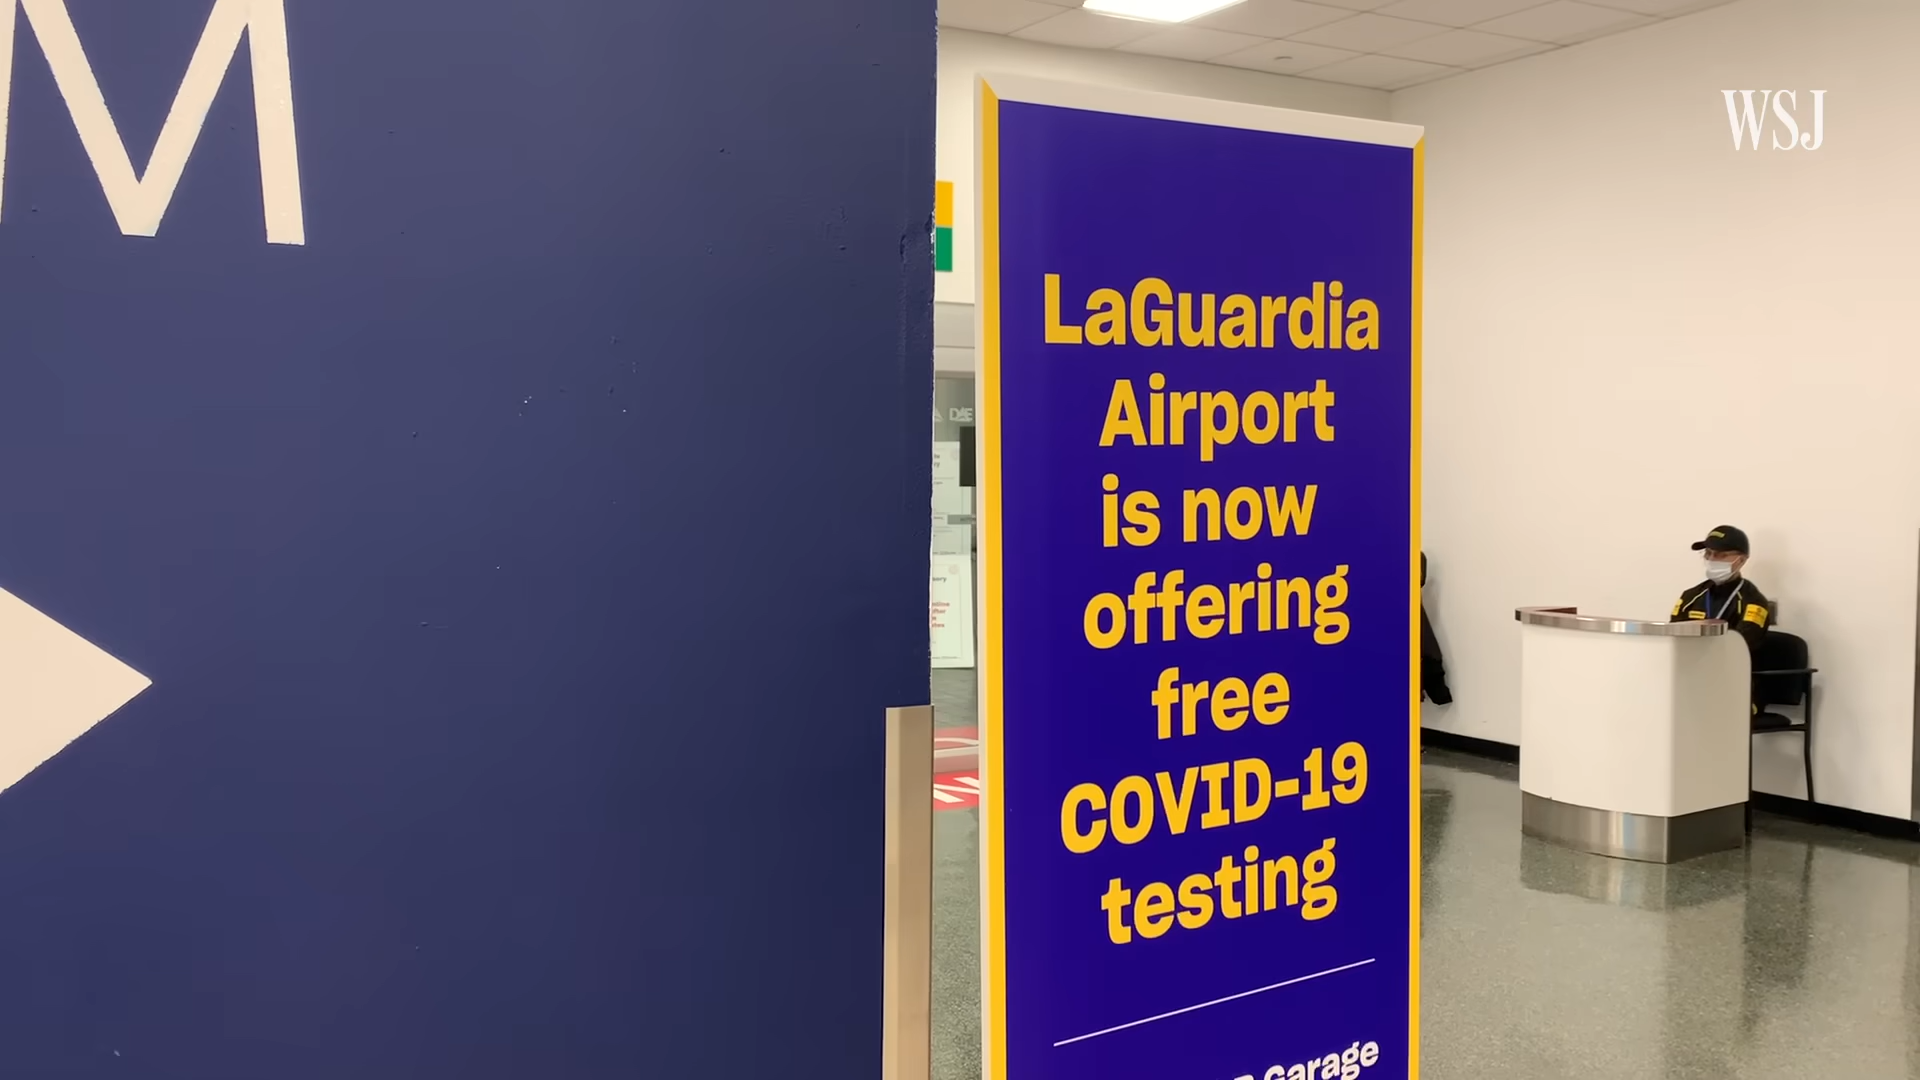 M
WSJ
LaGuardia
Airport
is now
offering
free
COVID-19
testing
Garage